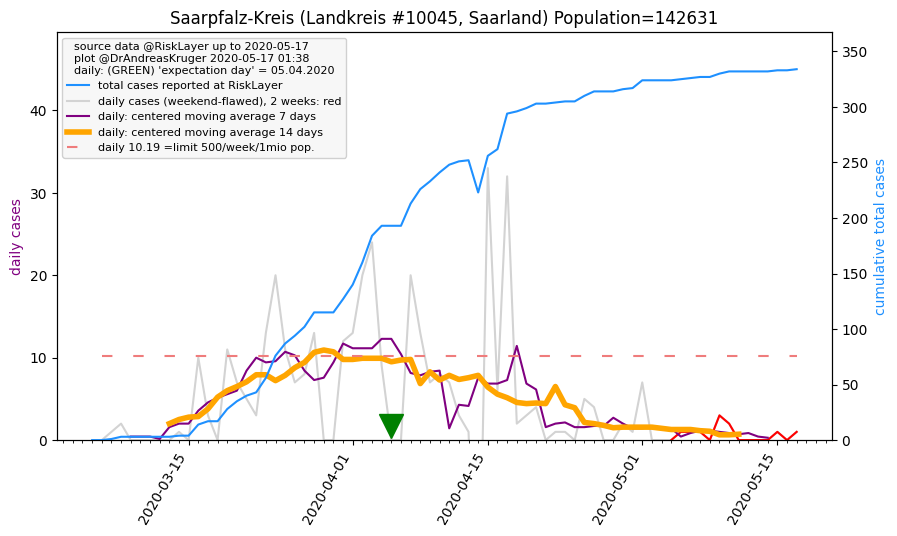 Saarpfalz-Kreis (Landkreis #10045, Saarland) Population=142631
source data @RiskLayer up to 2020-05-17
plot @DrAndreasKruger 2020-05-17 01:38
daily: (GREEN) 'expectation day' = 05.04.2020
total cases reported at RiskLayer
daily cases (weekend-flawed), 2 weeks: red
daily: centered moving average 7 days
daily: centered moving average 14 days
daily 10.19 =limit 500/week/1mio pop.
daily cases
40
30
20
10
0
350
300
250
200
150
100
50
0
cumulative total cases
2020-03-15
2020-04-01
2020-04-15
2020-05-01
2020-05-15